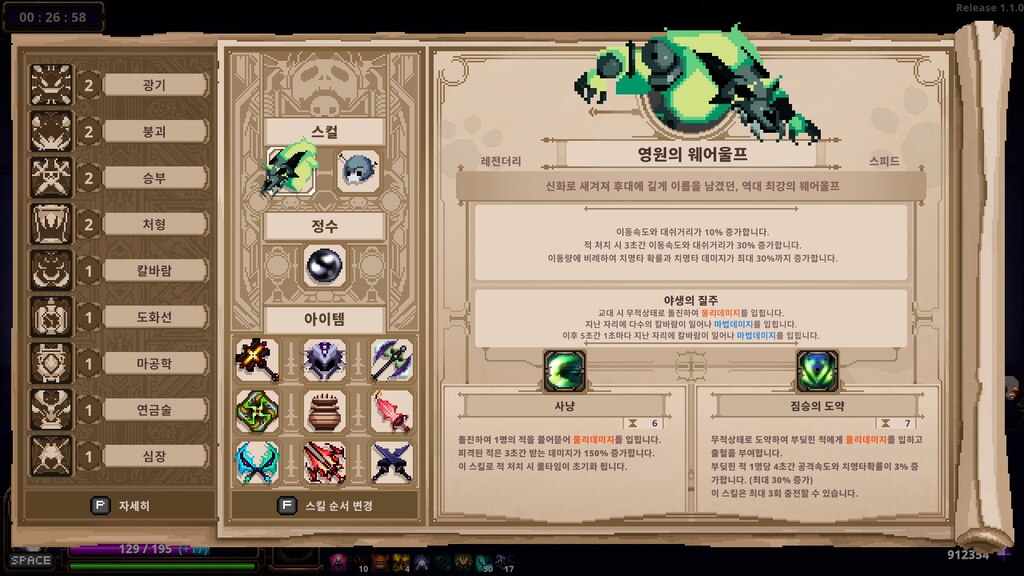 00 : 26 : 58
Release 1.1.0
2 광기
2 붕괴
2 승부
2 처형
1 칼바람
1 도화선
1 마공학
1 연금술
1 심장
F 자세히
스컬
정수
아이템
F 스킬 순서 변경
레전더리
영원의 웨어울프
스피드
신화로 새겨져 후대에 길게 이름을 남겼던, 역대 최강의 웨어울프
이동속도와 대쉬거리가 10% 증가합니다.
적 처치 시 3초간 이동속도와 대쉬거리가 30% 증가합니다.
이동량에 비례하여 치명타 확률과 치명타 데미지가 최대 30%까지 증가합니다.
야생의 질주
교대 시 무적상태로 돌진하여 물리데미지를 입힙니다.
지난 자리에 다수의 칼바람이 일어나 마법데미지를 입힙니다.
이후 5초간 1초마다 지난 자리에 칼바람이 일어나 마법데미지를 입힙니다.
사냥
6
돌진하여 1명의 적을 물어뜯어 물리데미지를 입힙니다.
피격된 적은 3초간 받는 데미지가 150% 증가합니다.
이 스킬로 적 처치 시 쿨타임이 초기화 됩니다.
짐승의 도약
7
무적상태로 도약하여 부딪힌 적에게 물리데미지를 입히고
출혈을 부여합니다.
부딪힌 적 1명당 4초간 공격속도와 치명타확률이 3% 증
가합니다. (최대 30% 증가)
이 스킬은 최대 3회 충전할 수 있습니다.
SPACE
129 / 195 (+17)
10
4
30
17
912354